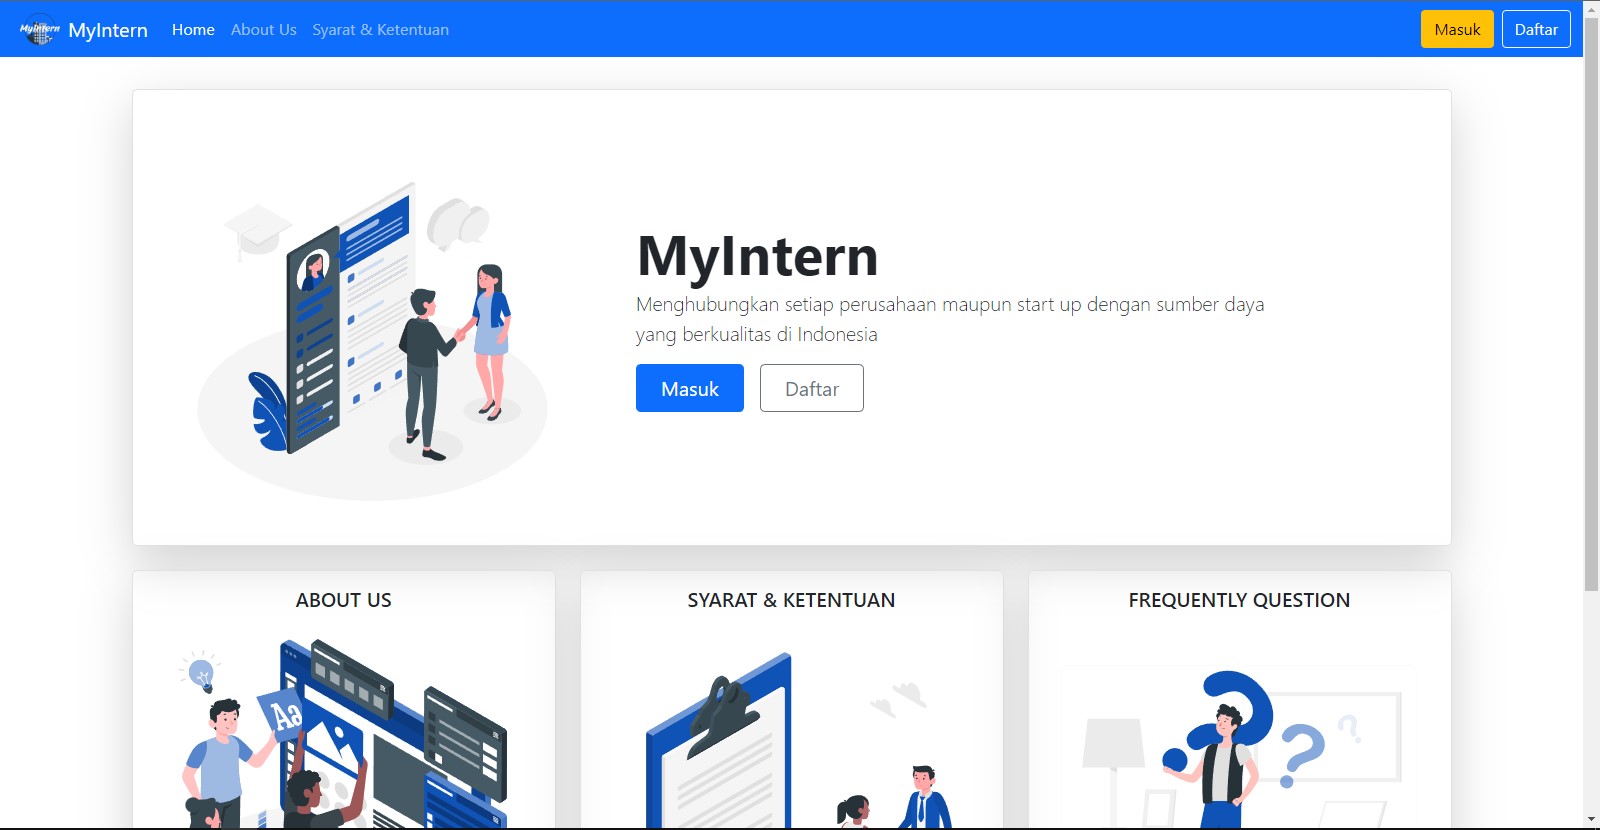 MyIntern
MyIntern
Home
About Us
Syarat & Ketentuan
Masuk
Daftar
MyIntern
Menghubungkan setiap perusahaan maupun start up dengan sumber daya
yang berkualitas di Indonesia
Masuk
Daftar
ABOUT US
SYARAT & KETENTUAN
FREQUENTLY QUESTION
Aa
?
?
?